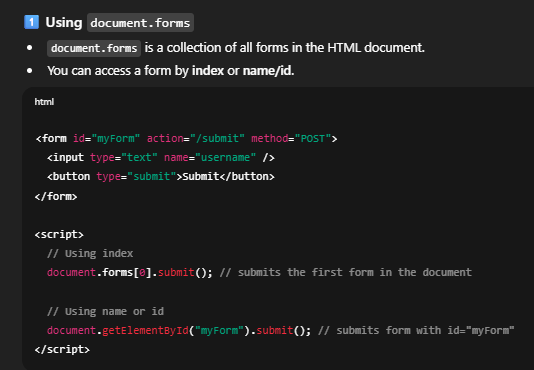 1 Using document.forms
• document.forms is a collection of all forms in the HTML document.
• You can access a form by index or name/id.
html
<form id="myForm" action="/submit" method="POST">
  <input type="text" name="username" />
  <button type="submit">Submit</button>
</form>

<script>
  // Using index
  document.forms[0].submit(); // submits the first form in the document

  // Using name or id
  document.getElementById("myForm").submit(); // submits form with id="myForm"
</script>